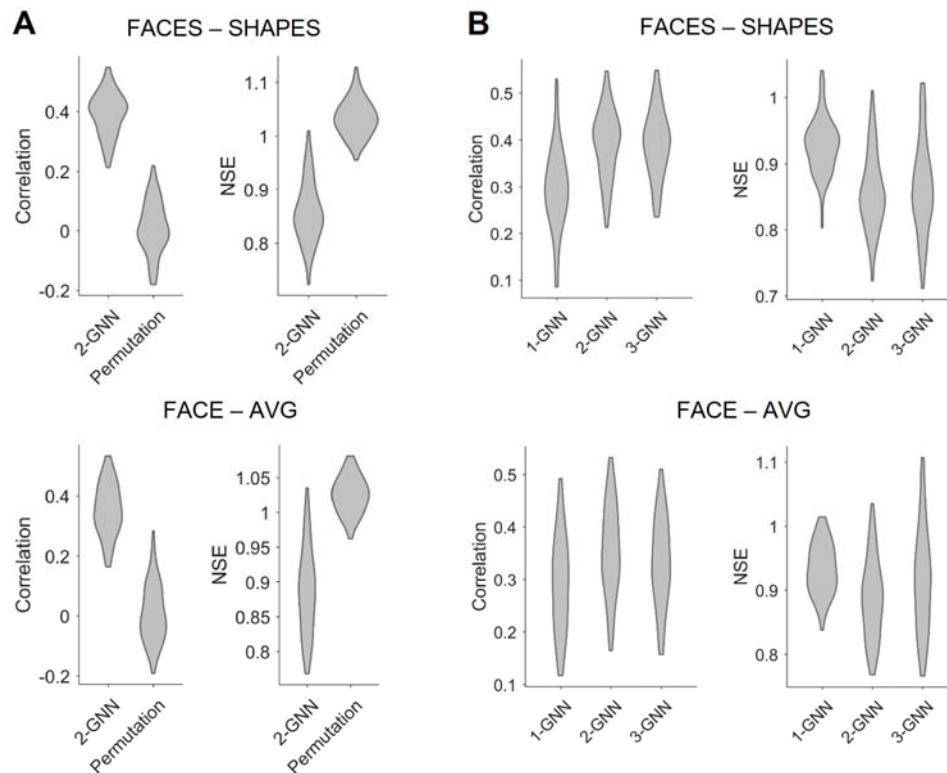 A
FACES – SHAPES
Correlation
0.4
0.2
0
-0.2
2-GNN
Permutation
NSE
1.1
1
0.9
0.8
2-GNN
Permutation
FACE – AVG
Correlation
0.4
0.2
0
-0.2
2-GNN
Permutation
NSE
1.05
1
0.95
0.9
0.85
0.8
2-GNN
Permutation
B
FACES – SHAPES
Correlation
0.5
0.4
0.3
0.2
0.1
1-GNN
2-GNN
3-GNN
NSE
1
0.9
0.8
0.7
1-GNN
2-GNN
3-GNN
FACE – AVG
Correlation
0.5
0.4
0.3
0.2
0.1
1-GNN
2-GNN
3-GNN
NSE
1.1
1
0.9
0.8
1-GNN
2-GNN
3-GNN